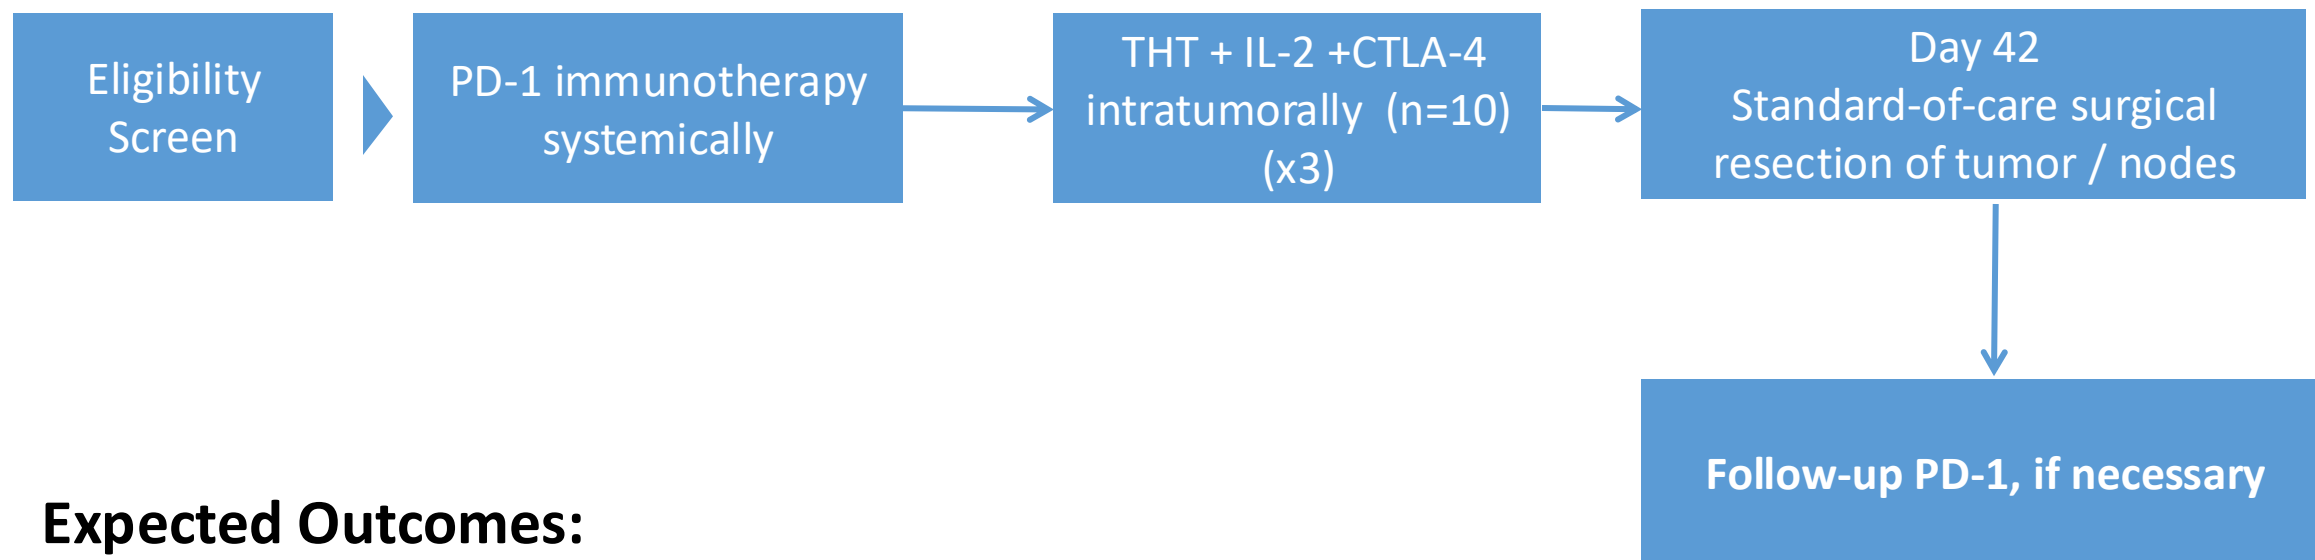 Eligibility
Screen
PD-1 immunotherapy
systemically
THT + IL-2 +CTLA-4
intratumorally (n=10)
(x3)
Day 42
Standard-of-care surgical
resection of tumor / nodes
Follow-up PD-1, if necessary
Expected Outcomes: